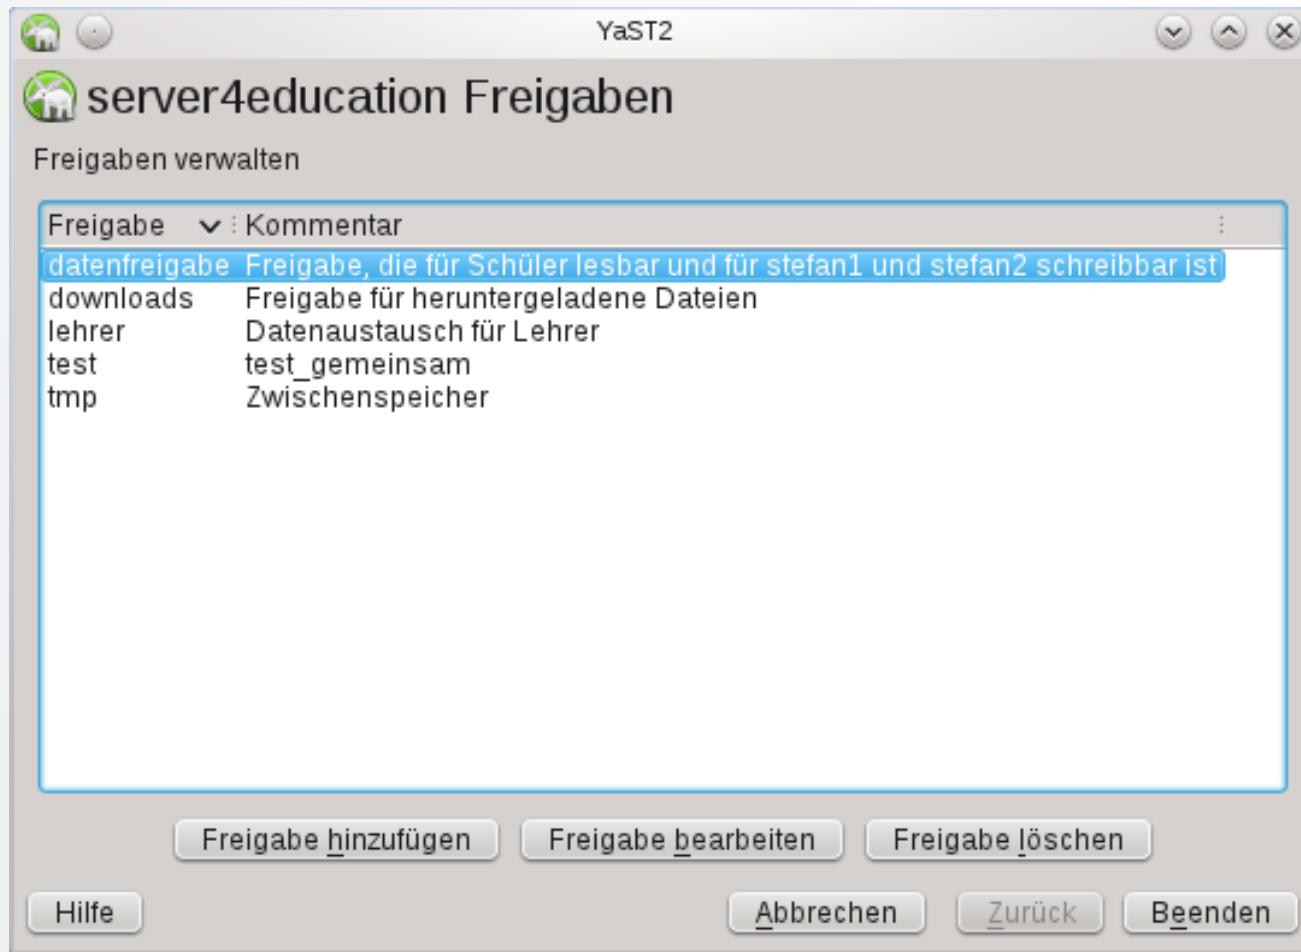 YaST2
server4education Freigaben
Freigaben verwalten
Freigabe Kommentar
datenfreigabe Freigabe, die für Schüler lesbar und für stefan1 und stefan2 schreibbar ist
downloads Freigabe für heruntergeladene Dateien
lehrer Datenaustausch für Lehrer
test test_gemeinsam
tmp Zwischenspeicher
Freigabe hinzufügen Freigabe bearbeiten Freigabe löschen
Hilfe Abbrechen Zurück Beenden